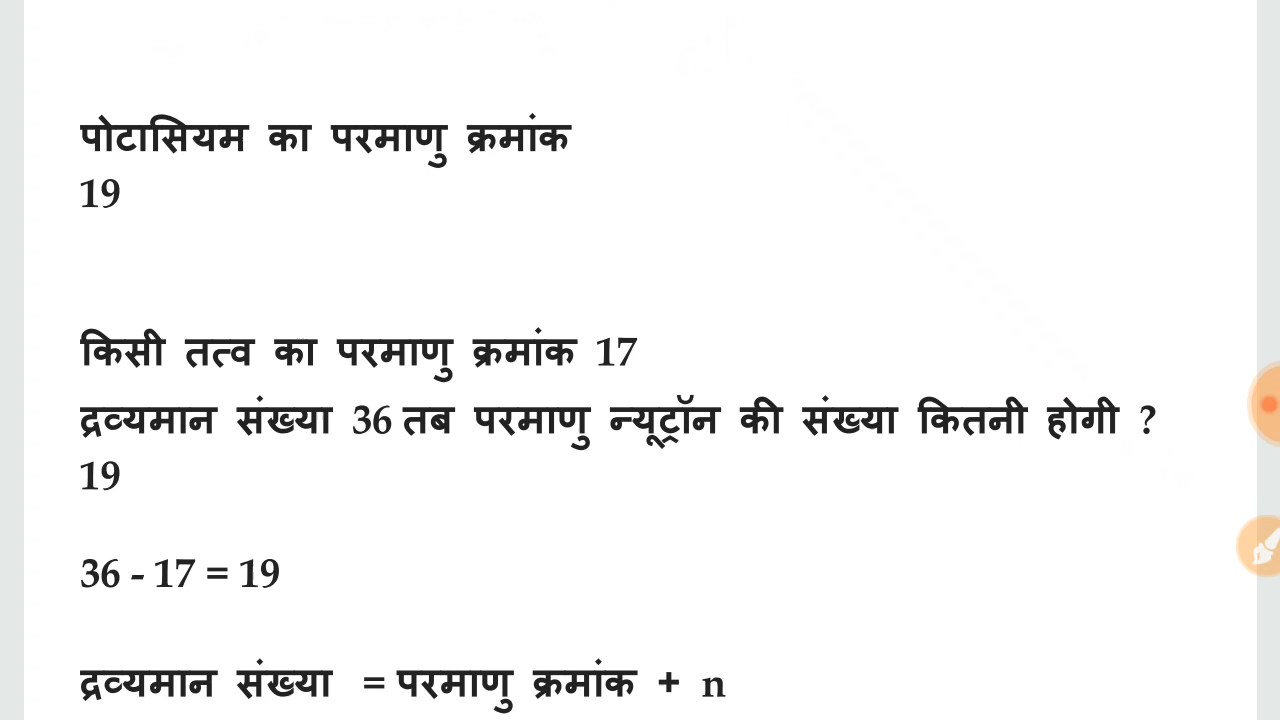 पोटासियम का परमाणु क्रमांक
19
किसी तत्व का परमाणु क्रमांक 17
द्रव्यमान संख्या 36 तब परमाणु न्यूट्रॉन की संख्या कितनी होगी ?
19
36 - 17 = 19
द्रव्यमान संख्या = परमाणु क्रमांक + n